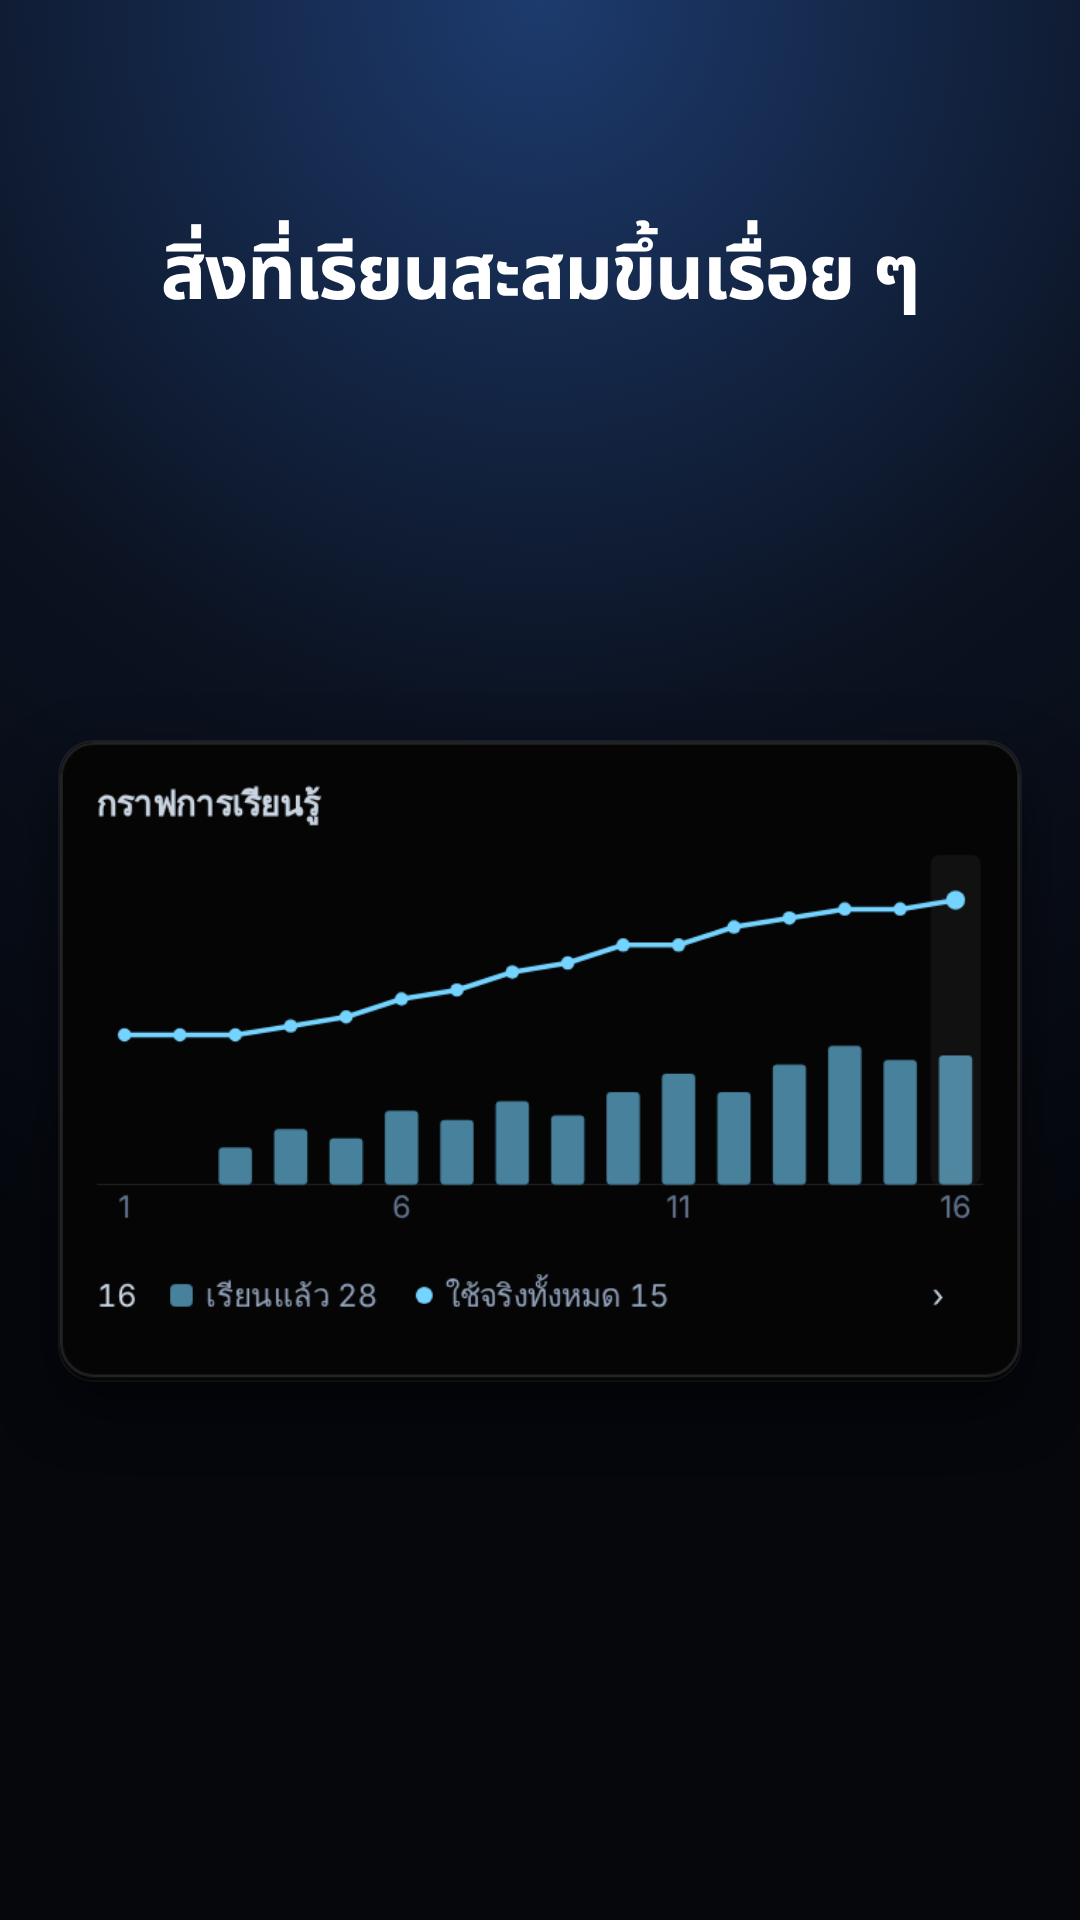 สิ่งที่เรียนสะสมขึ้นเรื่อย ๆ
กราฟการเรียนรู้
1 6 11 16
16 เรียนแล้ว 28 ใช้จริงทั้งหมด 15 ›